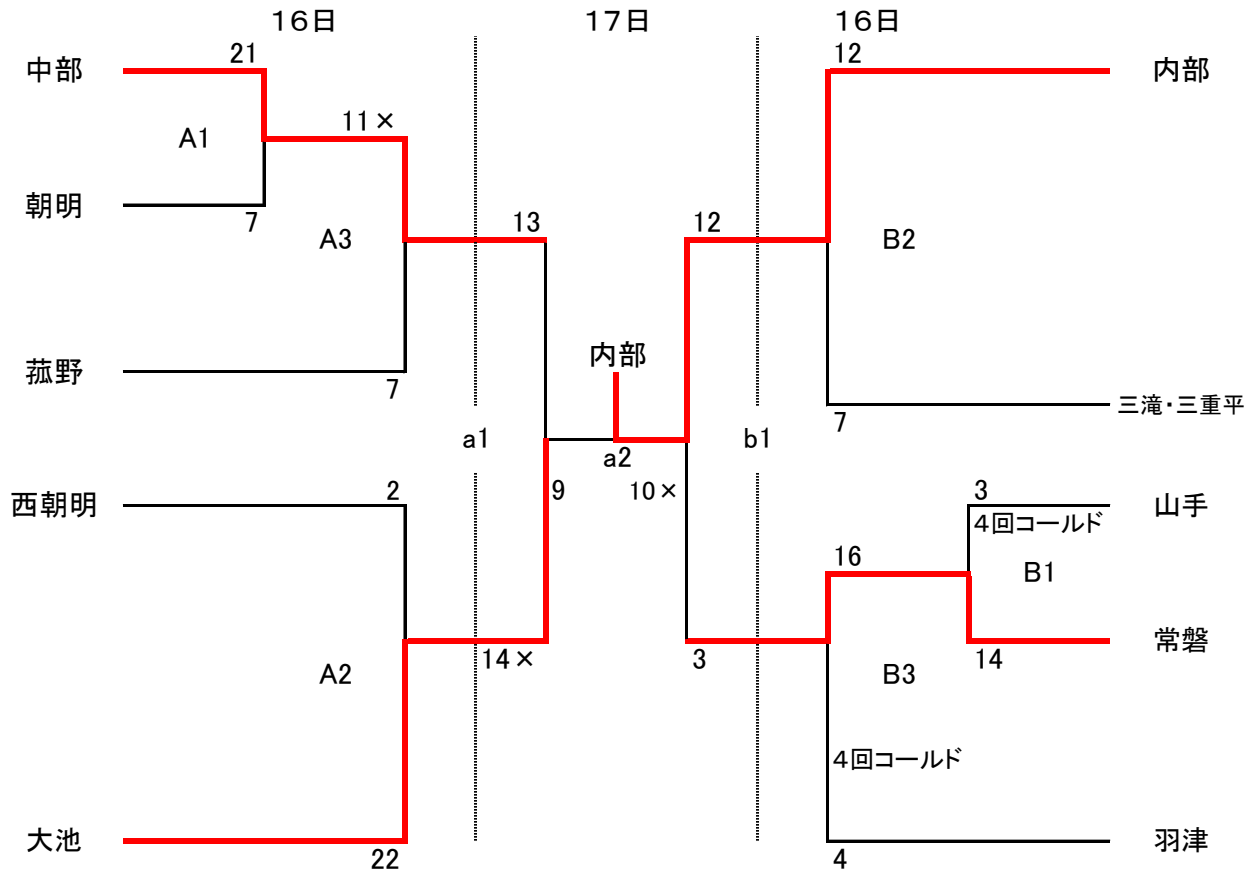 16日
17日
16日
21
12
中部
内部
11×
A1
朝明
7
13
12
A3
B2
内部
菰野
7
7
三滝・三重平
a1
b1
a2
西朝明
2
9
10×
3
山手
4回コールド
16
B1
14×
3
14
常磐
A2
B3
4回コールド
大池
22
4
羽津